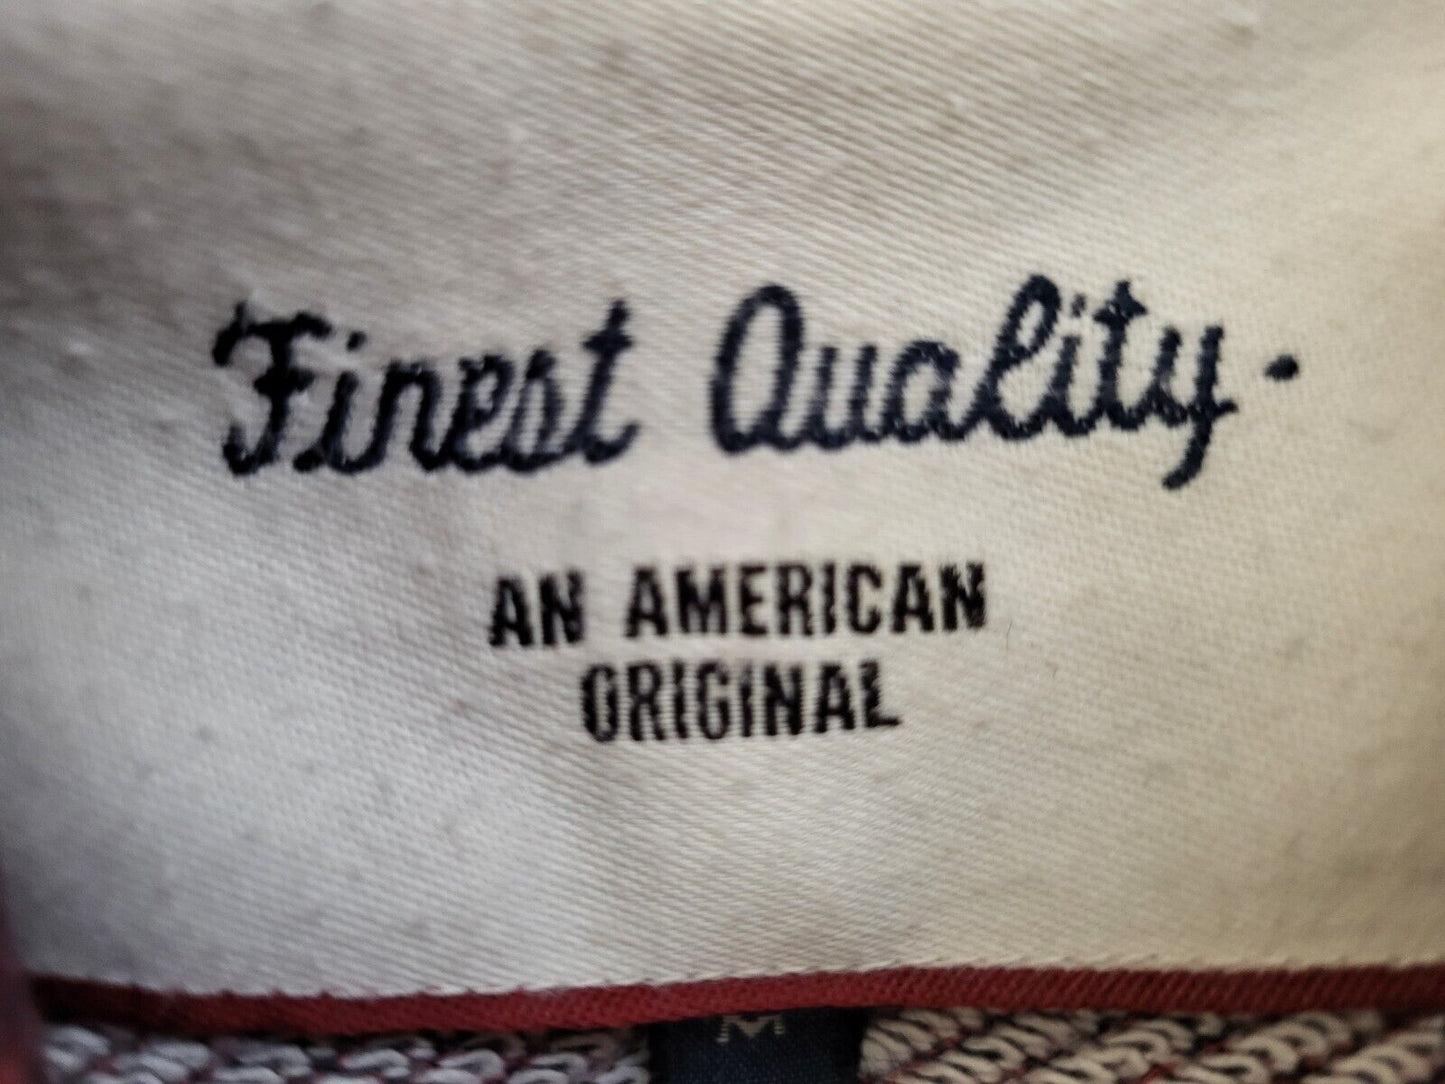 Finest Quality.
AN AMERICAN
ORIGINAL
M